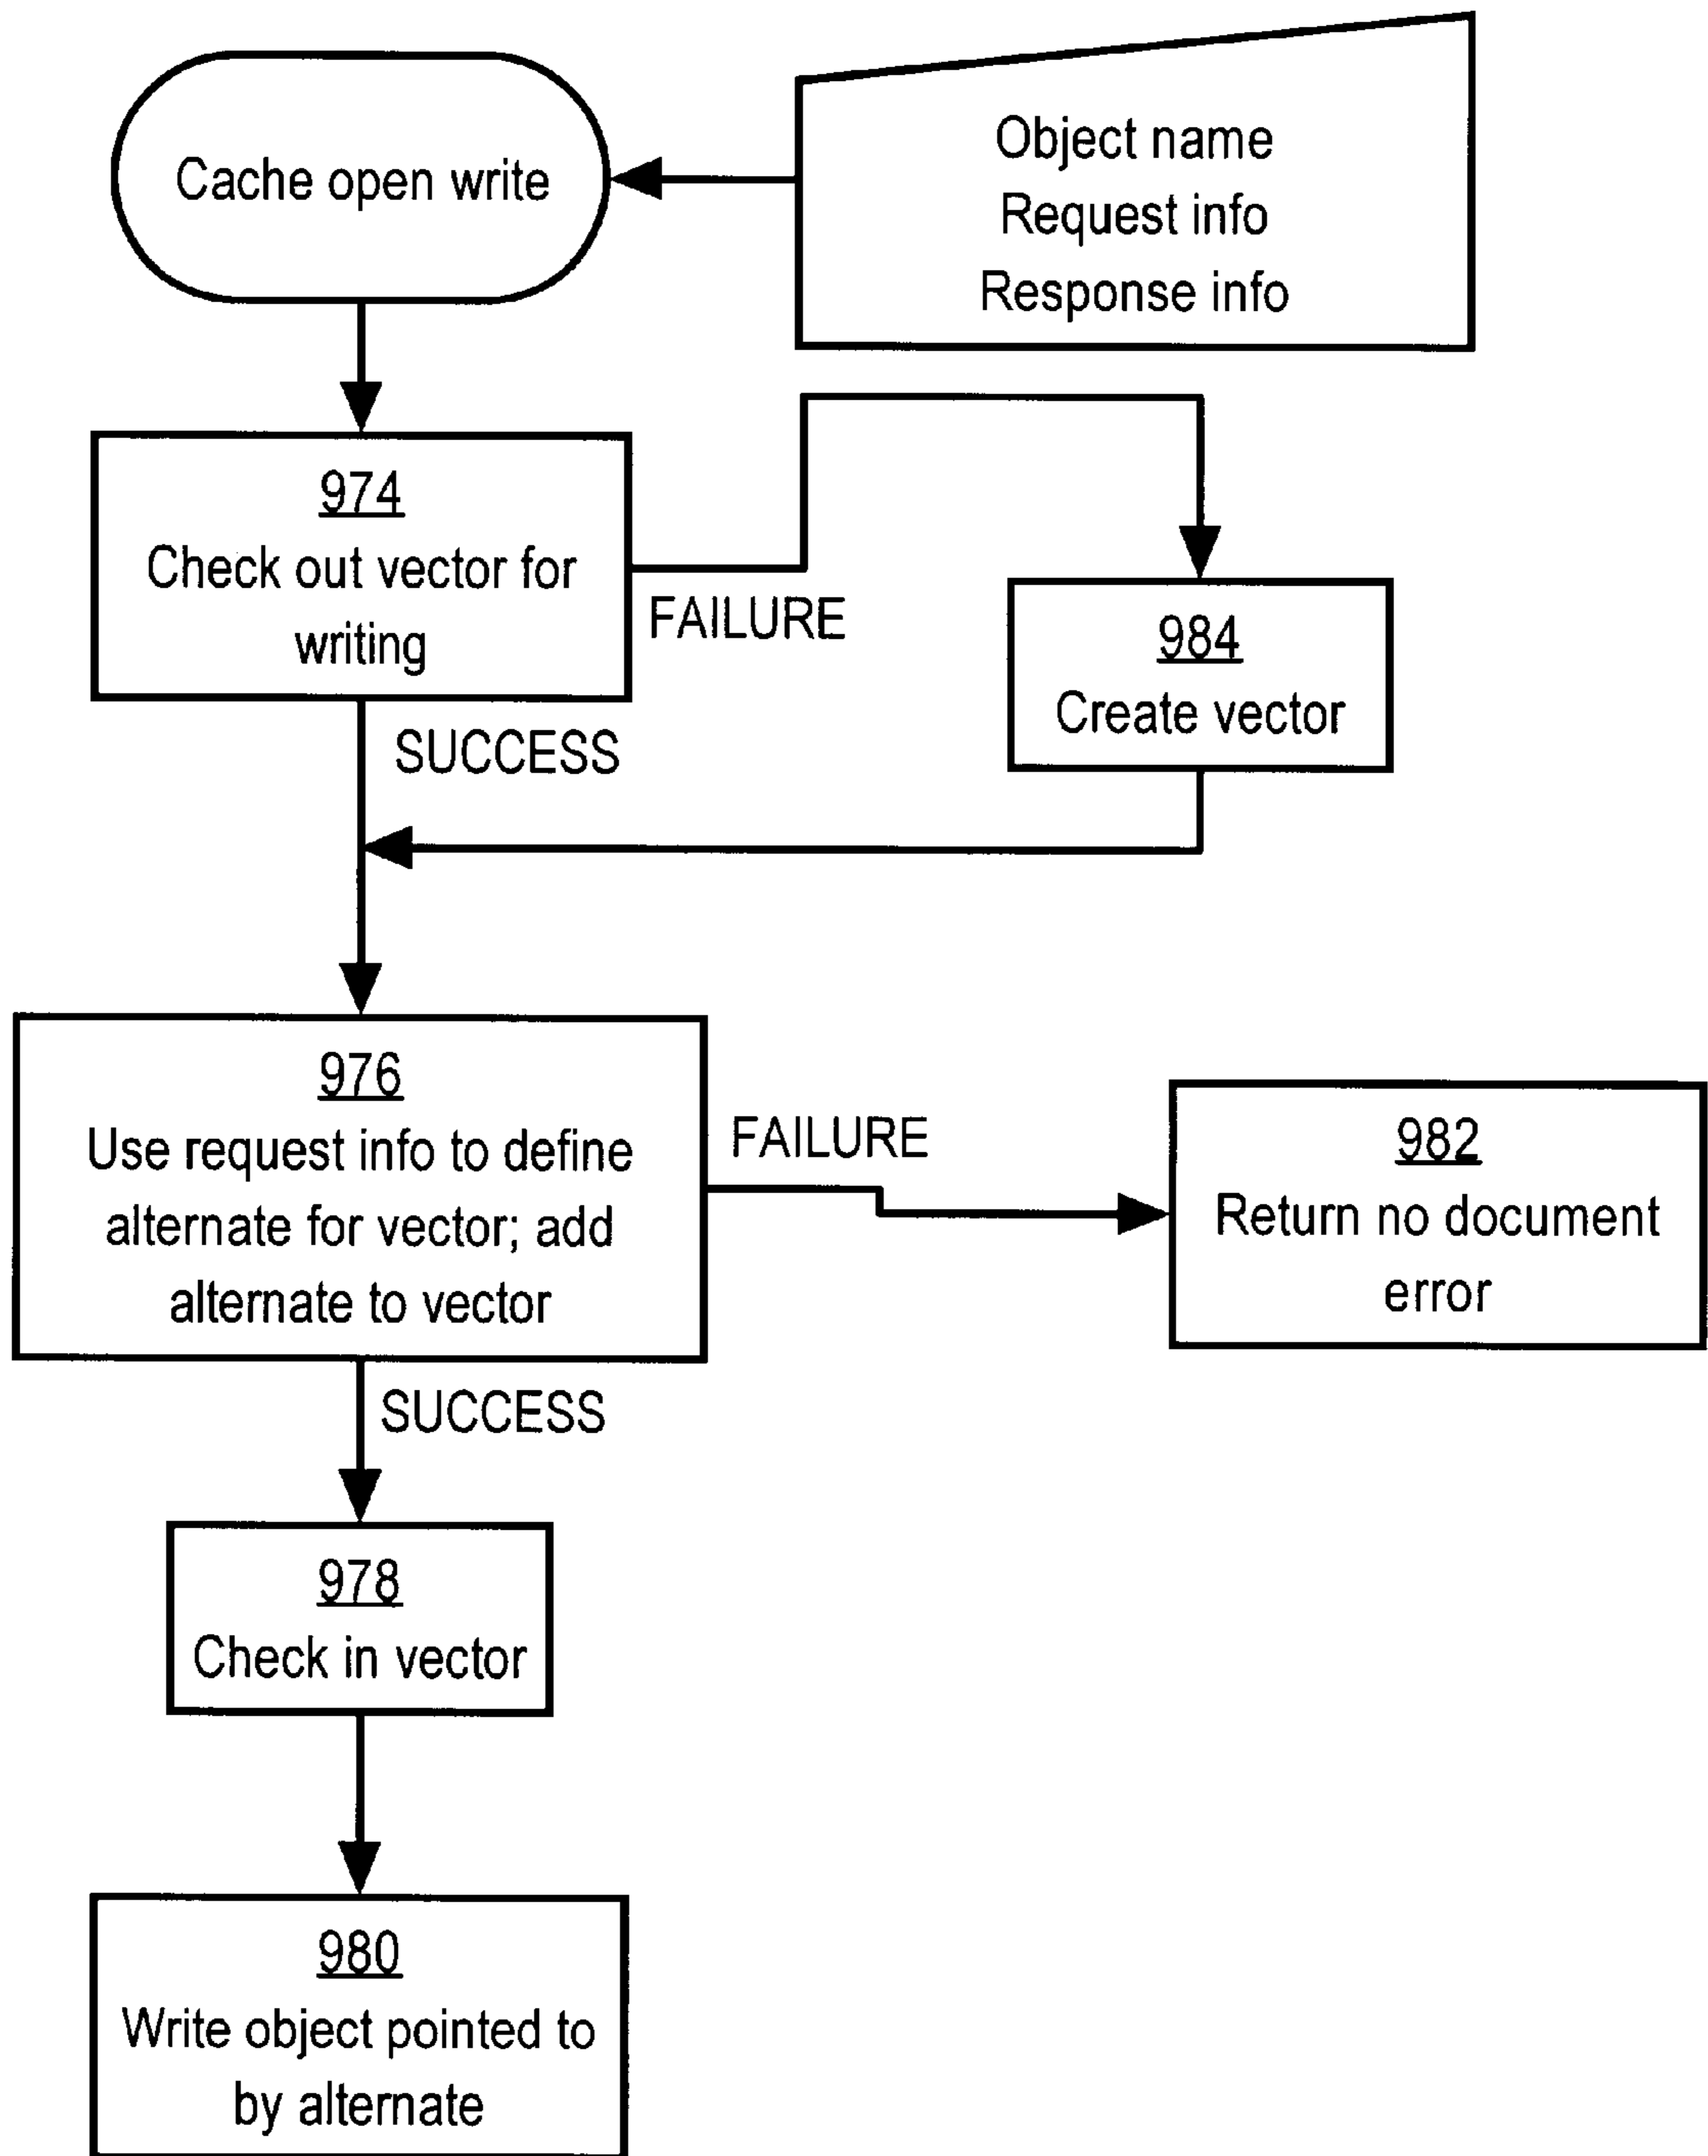 Cache open write
Object name
Request info
Response info
974
Check out vector for
writing
FAILURE
984
Create vector
SUCCESS
976
Use request info to define
alternate for vector; add
alternate to vector
FAILURE
982
Return no document
error
SUCCESS
978
Check in vector
980
Write object pointed to
by alternate